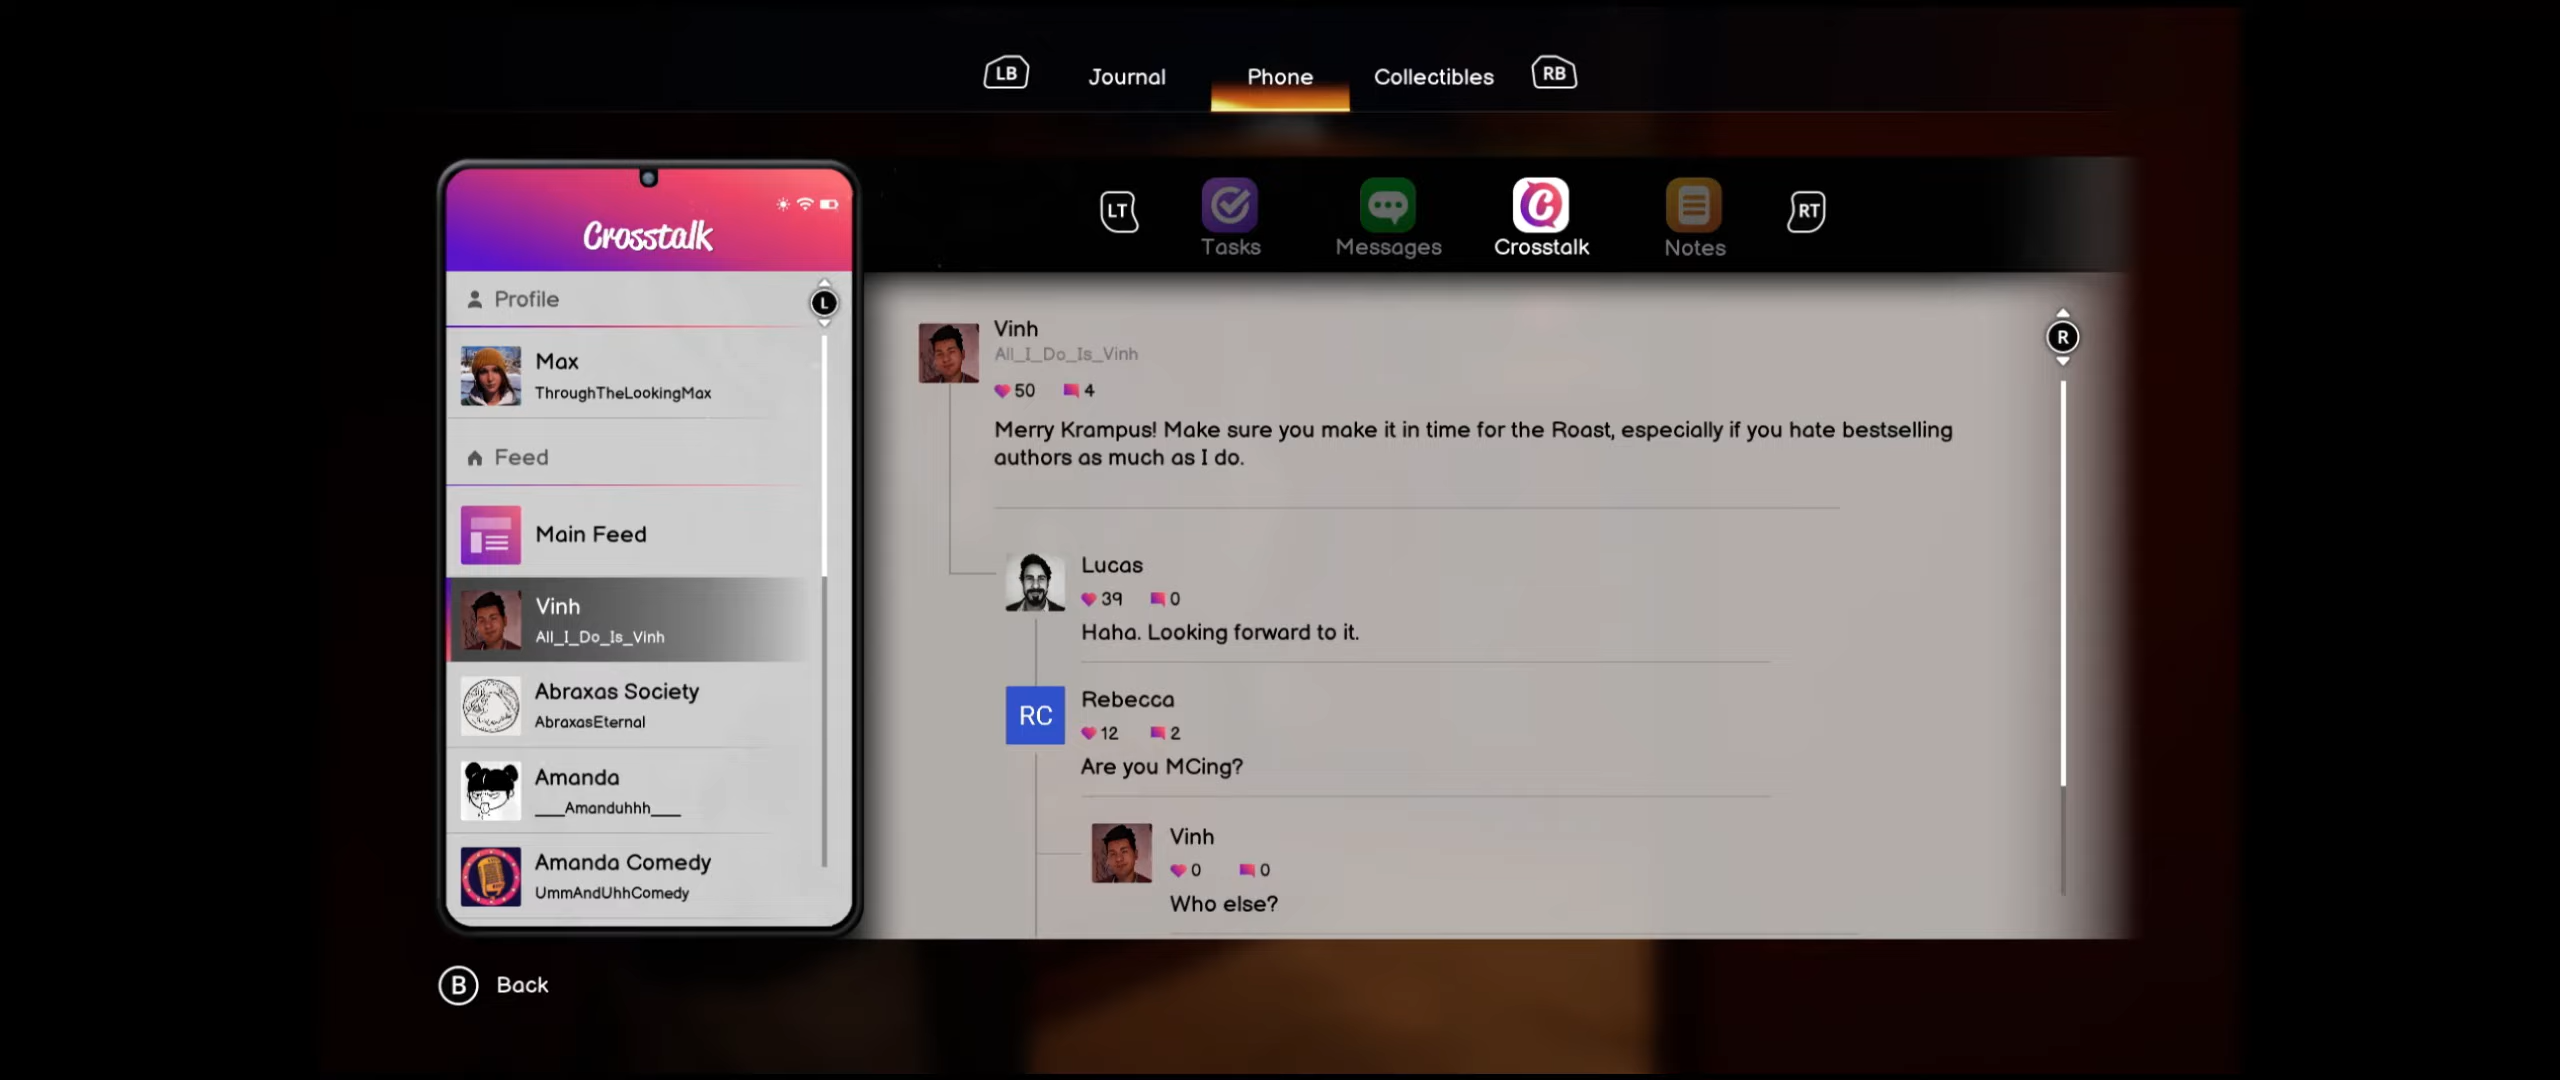 LB
Journal
Phone
Collectibles
RB
Crosstalk
Profile
L
Max
ThroughTheLookingMax
Feed
Main Feed
Vinh
All_I_Do_Is_Vinh
Abraxas Society
AbraxasEternal
Amanda
___Amanduhhh___
Amanda Comedy
UmmAndUhhComedy
LT
Tasks
Messages
C
Crosstalk
Notes
RT
Vinh
All_I_Do_Is_Vinh
50 4
Merry Krampus! Make sure you make it in time for the Roast, especially if you hate bestselling
authors as much as I do.
R
Lucas
39 0
Haha. Looking forward to it.
RC
Rebecca
12 2
Are you MCing?
Vinh
0 0
Who else?
B Back